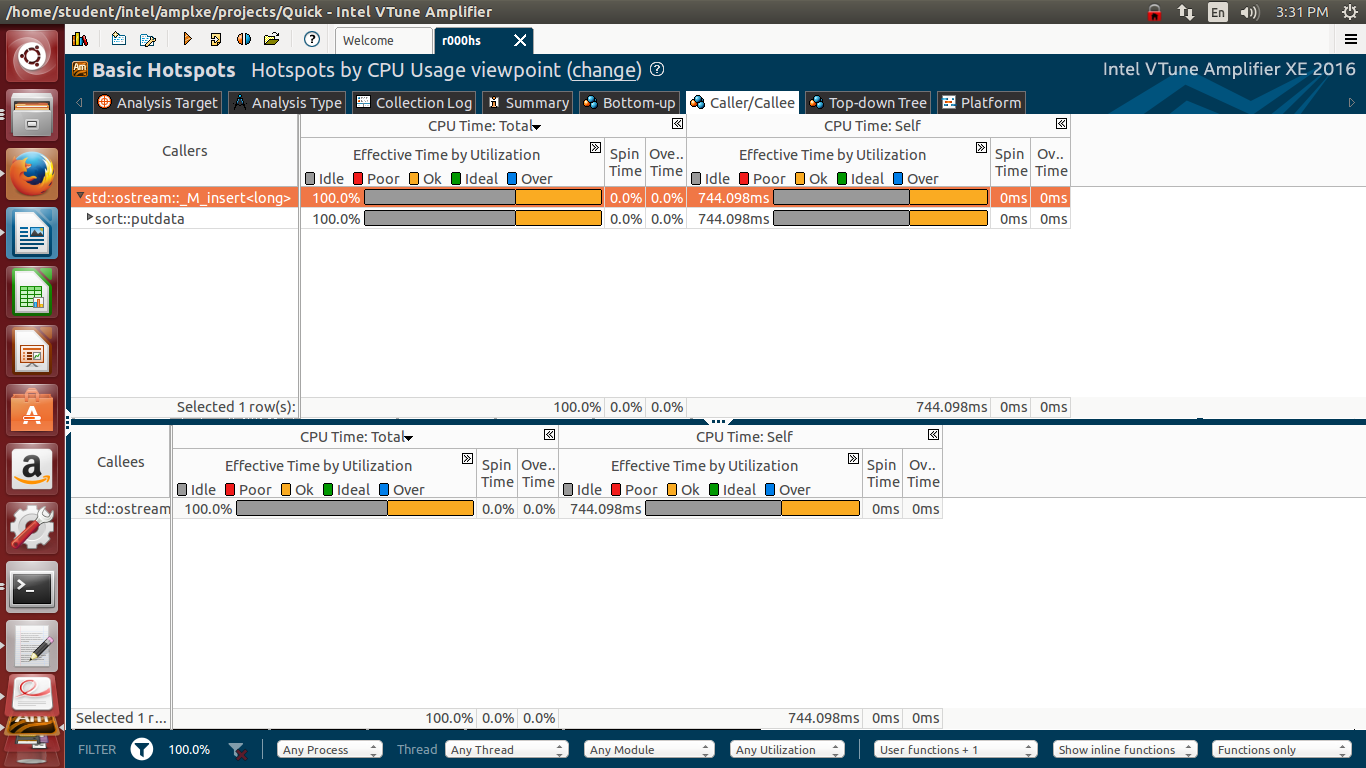 /home/student/intel/amplxe/projects/Quick - Intel VTune Amplifier
En 3:31 PM
Welcome r000hs
Am Basic Hotspots Hotspots by CPU Usage viewpoint (change) ?
Intel VTune Amplifier XE 2016
Analysis Target Analysis Type Collection Log Summary Bottom-up Caller/Callee Top-down Tree Platform
Callers
CPU Time: Total CPU Time: Self
Effective Time by Utilization Spin Time Ove.. Time Effective Time by Utilization Spin Time Ov.. Time
Idle Poor Ok Ideal Over Idle Poor Ok Ideal Over
std::ostream::_M_insert<long> 100.0% 0.0% 0.0% 744.098ms 0ms 0ms
sort::putdata 100.0% 0.0% 0.0% 744.098ms 0ms 0ms
Selected 1 row(s): 100.0% 0.0% 0.0% 744.098ms 0ms 0ms
Callees
CPU Time: Total CPU Time: Self
Effective Time by Utilization Spin Time Ove.. Time Effective Time by Utilization Spin Time Ov.. Time
Idle Poor Ok Ideal Over Idle Poor Ok Ideal Over
std::ostream 100.0% 0.0% 0.0% 744.098ms 0ms 0ms
Selected 1 r... 100.0% 0.0% 0.0% 744.098ms 0ms 0ms
FILTER 100.0% Any Process Thread Any Thread Any Module Any Utilization User functions + 1 Show inline functions Functions only